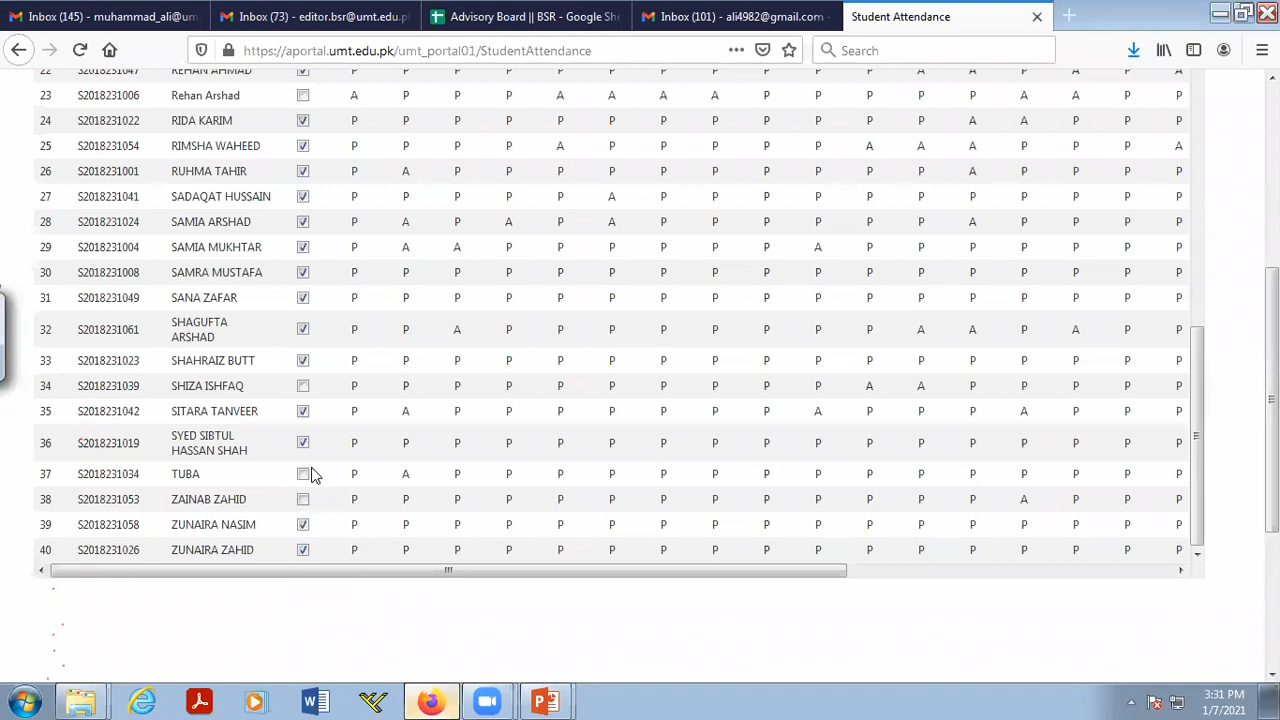 Inbox (145) - muhammad_ali@um
Inbox (73) - editor.bsr@umt.edu.p
Advisory Board || BSR - Google She
Inbox (101) - ali4982@gmail.com -
Student Attendance
https://aportal.umt.edu.pk/umt_portal01/StudentAttendance
Search
22 S2018231047 REHAN AHMAD P P P P P P P P P P P A A P A P A
23 S2018231006 Rehan Arshad A P P P A A A A P P P P P A A P P
24 S2018231022 RIDA KARIM P P P P P P P P P P P P A A P P P
25 S2018231054 RIMSHA WAHEED P P P P A P P P P P A A A P P P A
26 S2018231001 RUHMA TAHIR P A P P P P P P P P P P A P P P P
27 S2018231041 SADAQAT HUSSAIN P P P P P A P P P P P P P P P P P
28 S2018231024 SAMIA ARSHAD P A P A P A P P P P P P A P P P P
29 S2018231004 SAMIA MUKHTAR P A A P P P P P P A P P P P P P P
30 S2018231008 SAMRA MUSTAFA P P P P P P P P P P P P P P P P P
31 S2018231049 SANA ZAFAR P P P P P P P P P P P P P P P P P
32 S2018231061 SHAGUFTA ARSHAD P P A P P P P P P P P A A P A P P
33 S2018231023 SHAHRAIZ BUTT P P P P P P P P P P P P P P P P P
34 S2018231039 SHIZA ISHFAQ P P P P P P P P P P A A P P P P P
35 S2018231042 SITARA TANVEER P A P P P P P P P A P P P A P P P
36 S2018231019 SYED SIBTUL HASSAN SHAH P P P P P P P P P P P P P P P P P
37 S2018231034 TUBA P A P P P P P P P P P P P P P P P
38 S2018231053 ZAINAB ZAHID P P P P P P P P P P P P P A P P P
39 S2018231058 ZUNAIRA NASIM P P P P P P P P P P P P P P P P P
40 S2018231026 ZUNAIRA ZAHID P P P P P P P P P P P P P P P P P
3:31 PM
1/7/2021